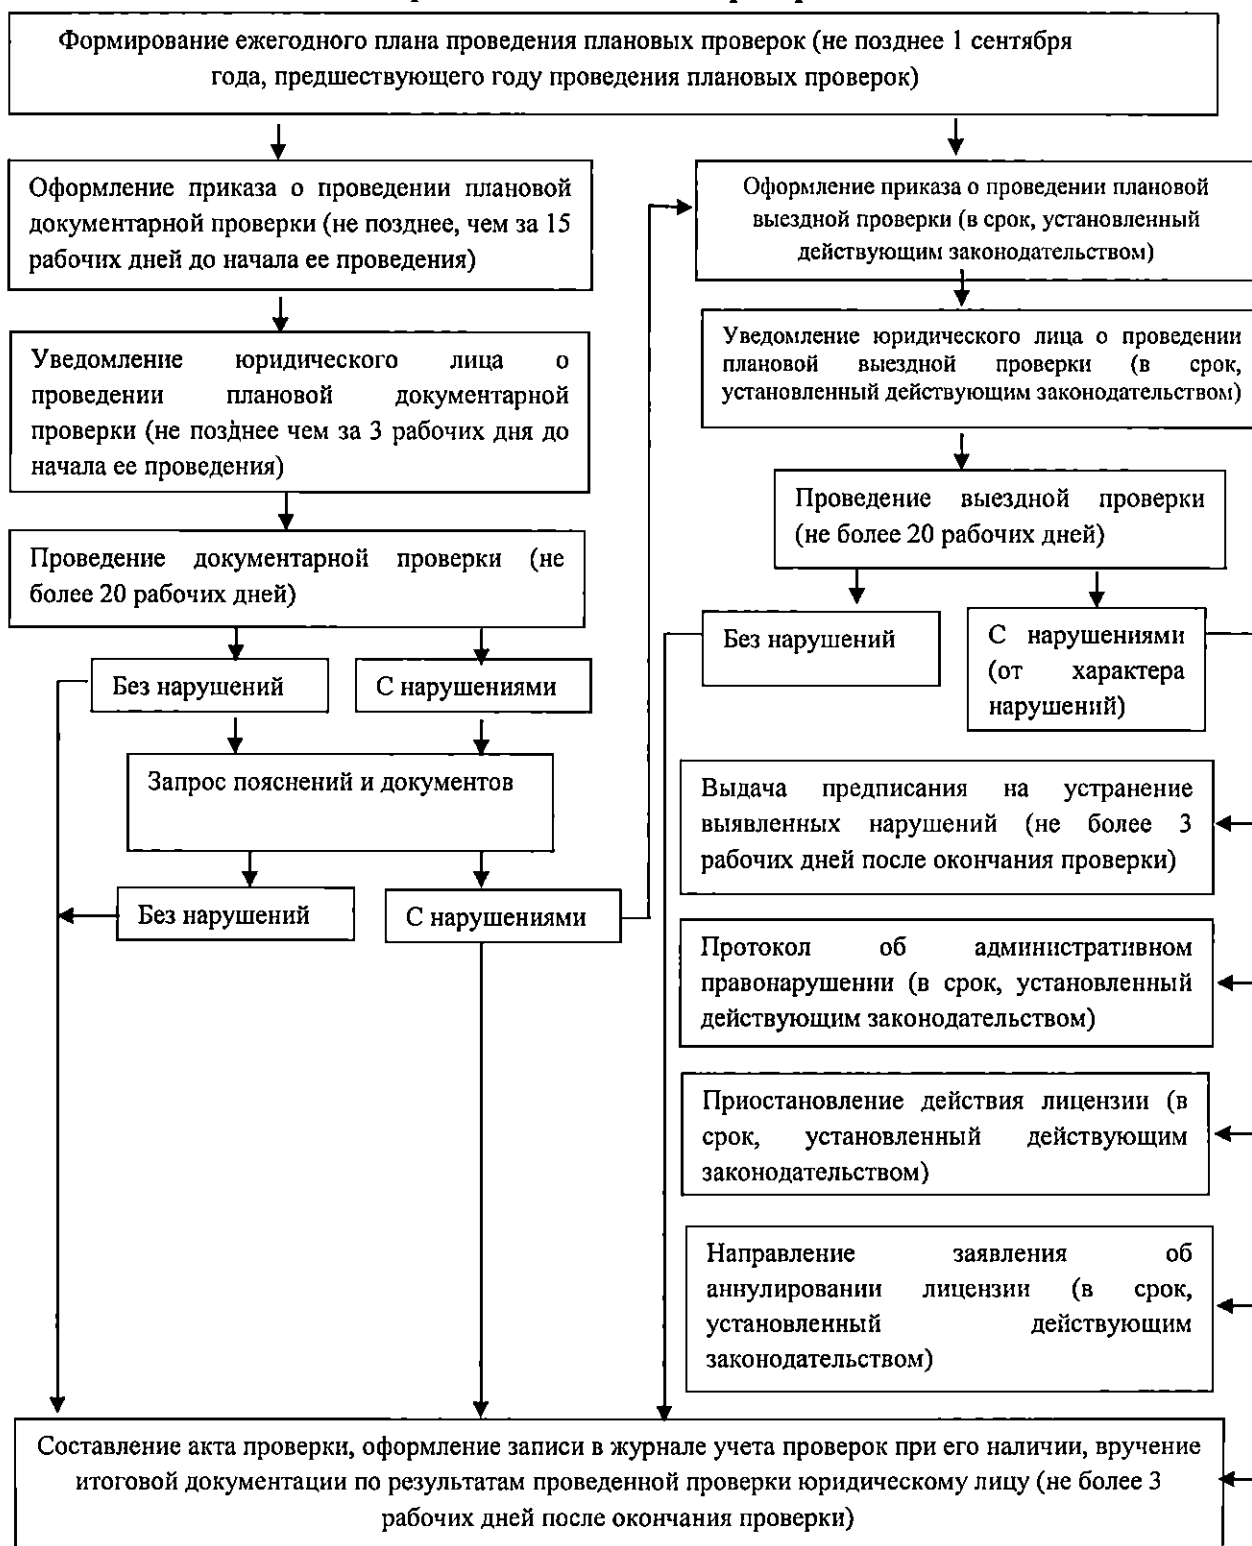 Формирование ежегодного плана проведения плановых проверок (не позднее 1 сентября
года, предшествующего году проведения плановых проверок)
Оформление приказа о проведении плановой
документарной проверки (не позднее, чем за 15
рабочих дней до начала ее проведения)
Уведомление юридического лица о
проведении плановой документарной
проверки (не позднее чем за 3 рабочих дня до
начала ее проведения)
Проведение документарной проверки (не
более 20 рабочих дней)
Без нарушений
С нарушениями
Запрос пояснений и документов
Без нарушений
С нарушениями
Оформление приказа о проведении плановой
выездной проверки (в срок, установленный
действующим законодательством)
Уведомление юридического лица о проведении
плановой выездной проверки (в срок,
установленный действующим законодательством)
Проведение выездной проверки
(не более 20 рабочих дней)
Без нарушений
С нарушениями
(от характера
нарушений)
Выдача предписания на устранение
выявленных нарушений (не более 3
рабочих дней после окончания проверки)
Протокол об административном
правонарушении (в срок, установленный
действующим законодательством)
Приостановление действия лицензии (в
срок, установленный действующим
законодательством)
Направление заявления об
аннулировании лицензии (в срок,
установленный действующим
законодательством)
Составление акта проверки, оформление записи в журнале учета проверок при его наличии, вручение
итоговой документации по результатам проведенной проверки юридическому лицу (не более 3
рабочих дней после окончания проверки)